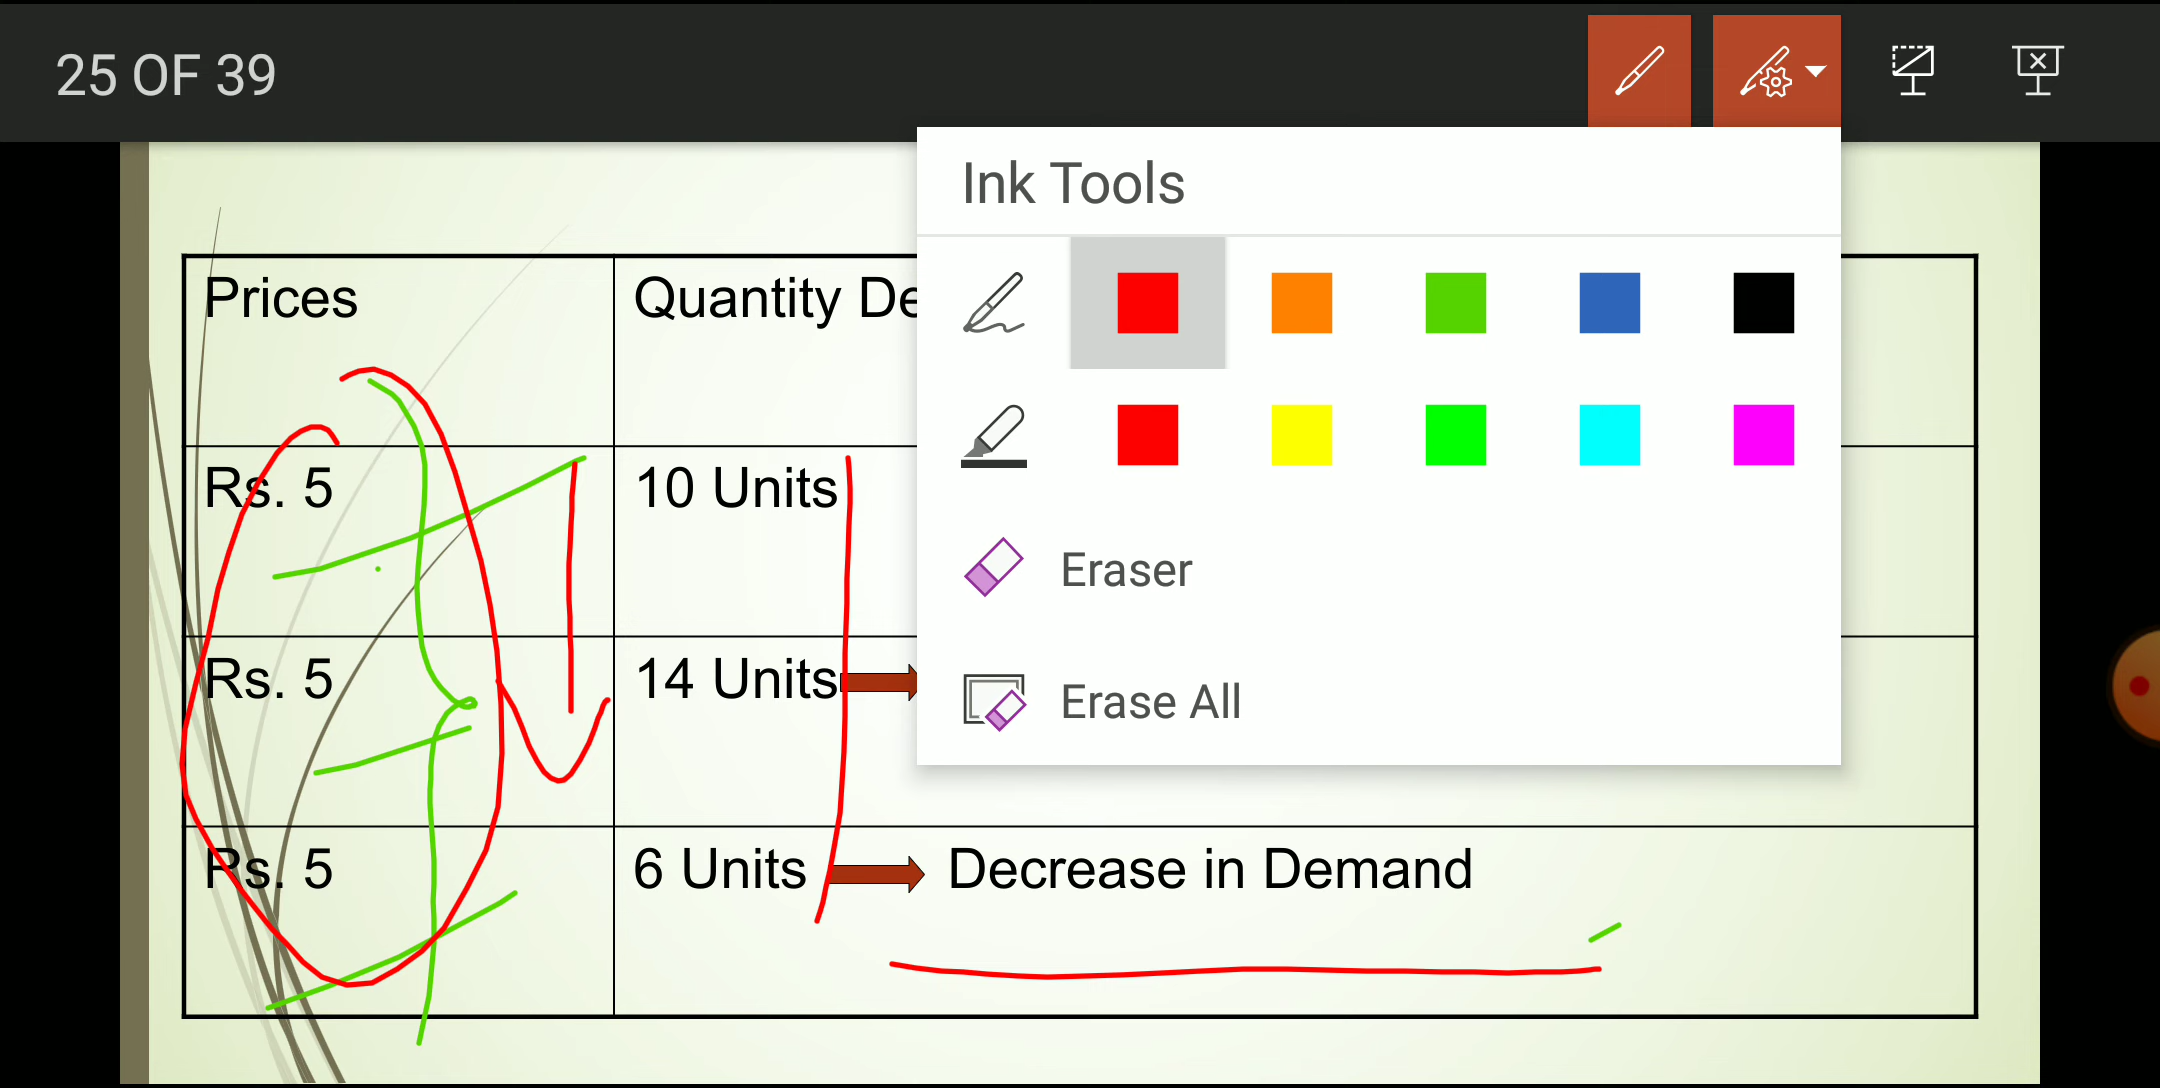 25 OF 39
Ink Tools
Prices
Quantity De
Rs. 5
10 Units
Eraser
Rs. 5
14 Units
Erase All
Rs. 5
6 Units
Decrease in Demand